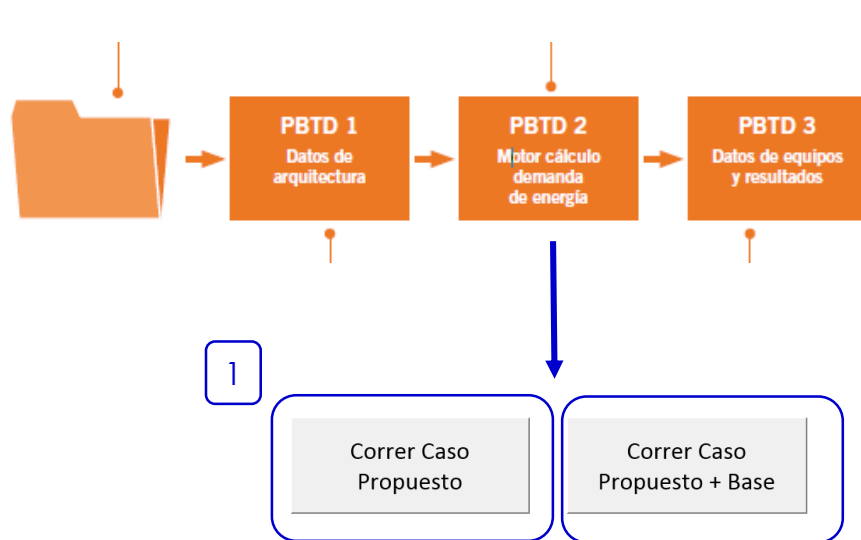 PBTD 1
Datos de
arquitectura
PBTD 2
Motor cálculo
demanda
de energía
PBTD 3
Datos de equipos
y resultados
1
Correr Caso
Propuesto
Correr Caso
Propuesto + Base